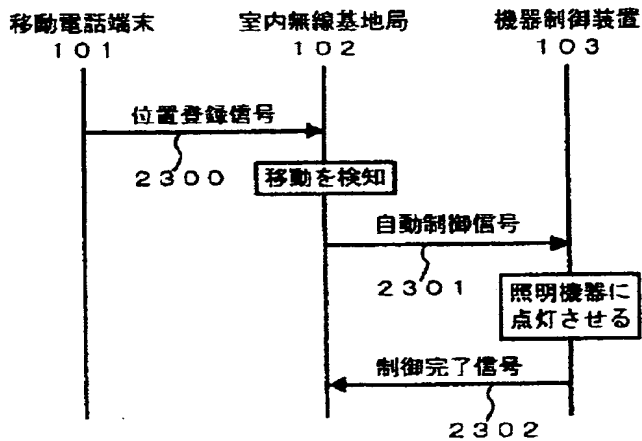 移動電話端末 室内無線基地局 機器制御装置
101 102 103
位置登録信号
2300
移動を検知
自動制御信号
2301
照明機器に
点灯させる
制御完了信号
2302